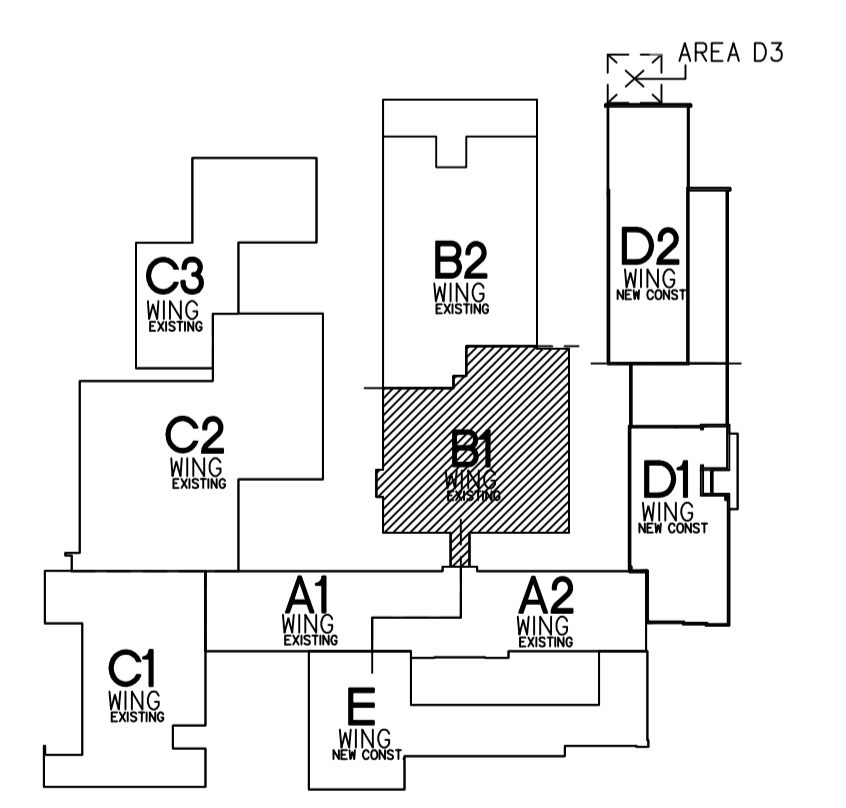 AREA D3
D2
WING
NEW CONST
B2
WING
EXISTING
C3
WING
EXISTING
C2
WING
EXISTING
B1
WING
EXISTING
D1
WING
NEW CONST
A1
WING
EXISTING
A2
WING
EXISTING
C1
WING
EXISTING
E
WING
NEW CONST.